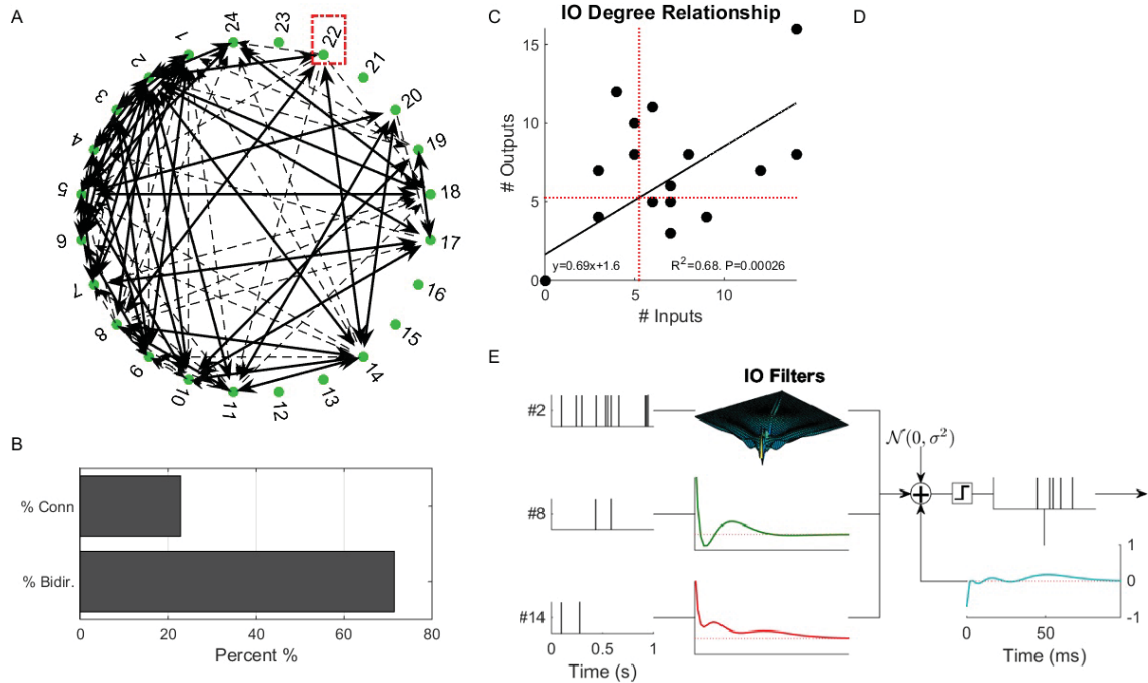 A
1
2
3
4
5
6
7
8
9
10
11
12
13
14
15
16
17
18
19
20
21
22
23
24
B
% Conn
% Bidir.
0 20 40 60 80
Percent %
C
IO Degree Relationship
# Outputs
15
10
5
0
y=0.69x+1.6 R²=0.68. P=0.00026
0 5 10
# Inputs
D
E
IO Filters
#2
#8
#14
0 0.5 1
Time (s)
𝒩(0, σ²)
+
1
0
-1
0 50
Time (ms)